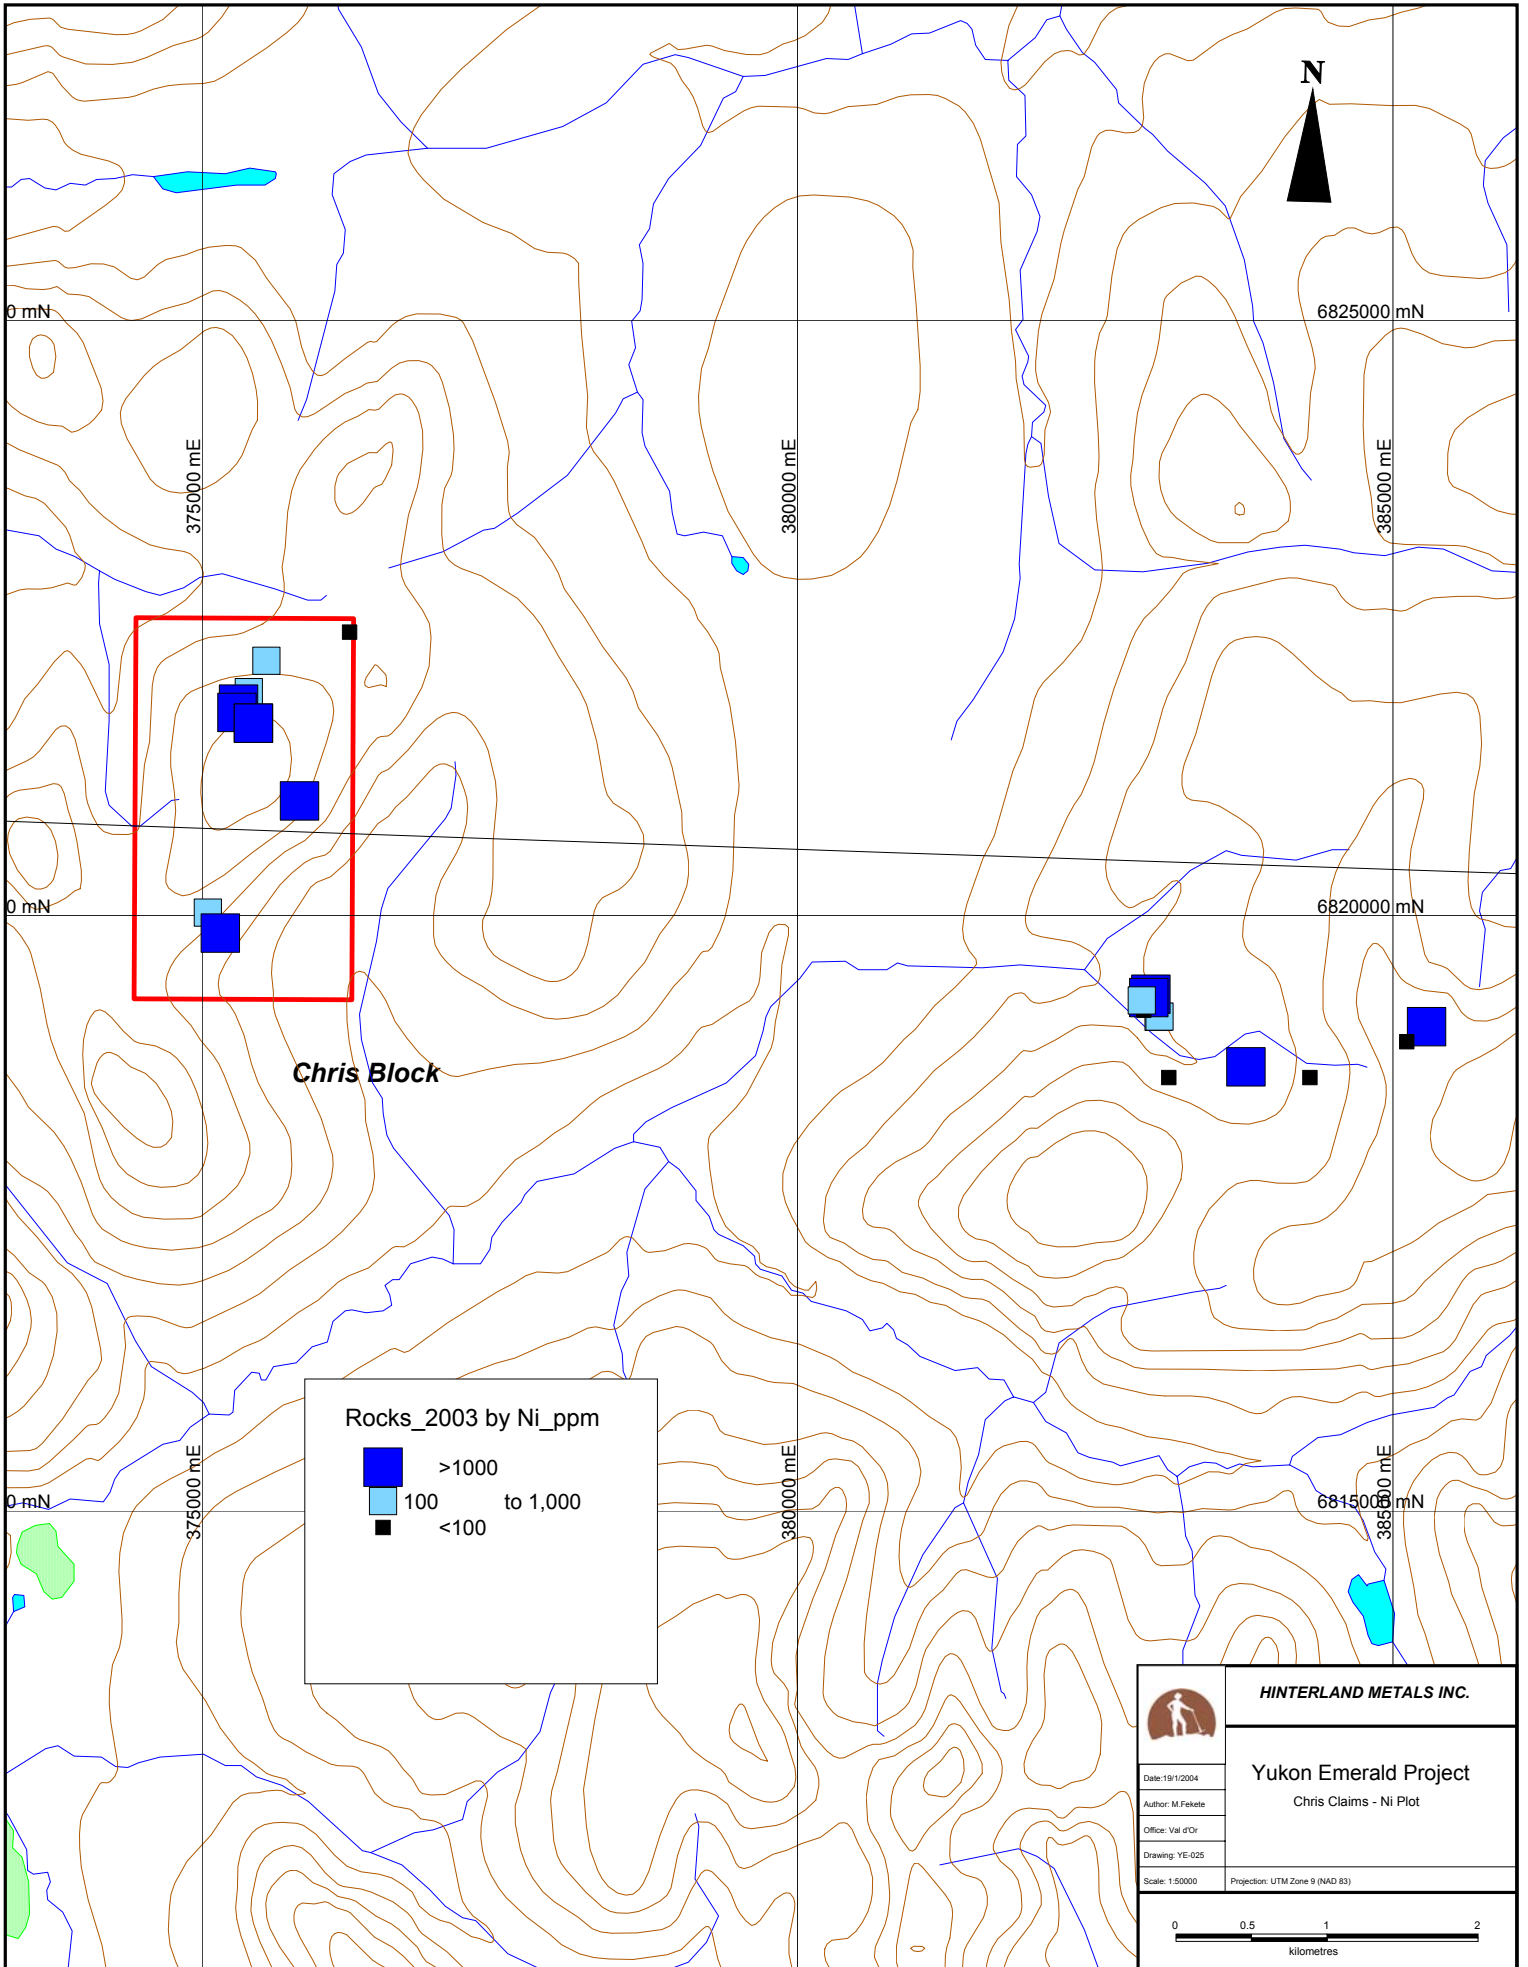 N
0 mN
6825000 mN
375000 mE
380000 mE
385000 mE
0 mN
6820000 mN
Chris Block
Rocks_2003 by Ni_ppm
>1000
100 to 1,000
<100
375000 mE
380000 mE
385000 mE
0 mN
6815000 mN
HINTERLAND METALS INC.
Yukon Emerald Project
Chris Claims - Ni Plot
Date:19/1/2004
Author: M.Fekete
Office: Val d'Or
Drawing: YE-025
Scale: 1:50000
Projection: UTM Zone 9 (NAD 83)
0 0.5 1 2
kilometres